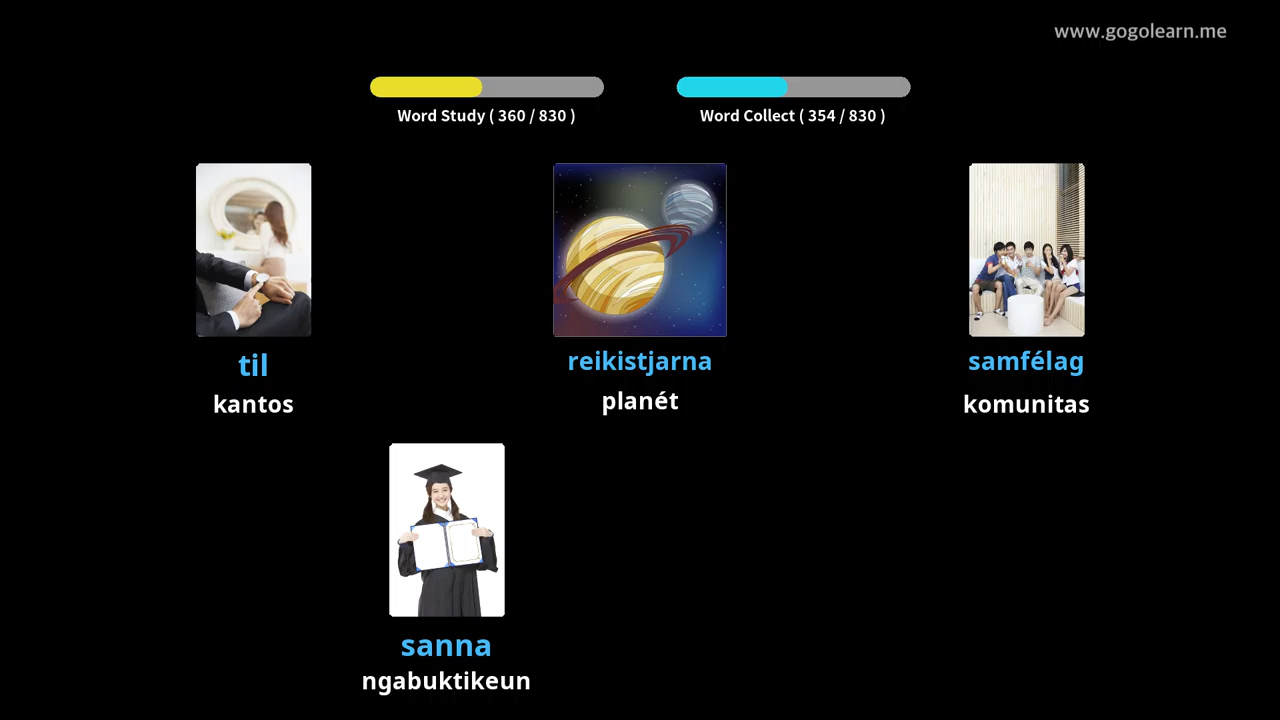 www.gogolearn.me
Word Study ( 360 / 830 )
Word Collect ( 354 / 830 )
til
kantos
reikistjarna
planét
samfélag
komunitas
sanna
ngabuktikeun